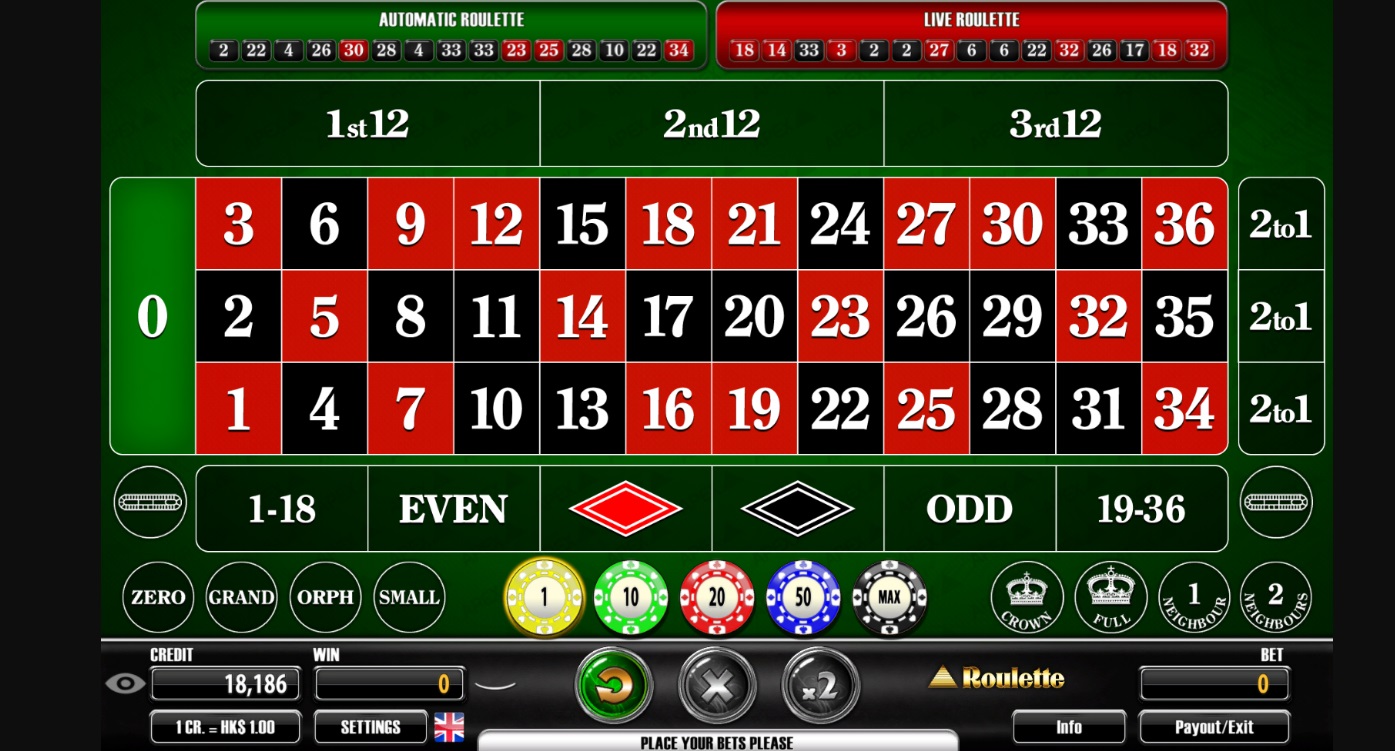 AUTOMATIC ROULETTE
2 22 4 26 30 28 4 33 33 23 25 28 10 22 34
LIVE ROULETTE
18 14 33 3 2 2 27 6 6 22 32 26 17 18 32
1st12 2nd12 3rd12
3 6 9 12 15 18 21 24 27 30 33 36 2to1
0 2 5 8 11 14 17 20 23 26 29 32 35 2to1
1 4 7 10 13 16 19 22 25 28 31 34 2to1
1-18 EVEN ODD 19-36
ZERO GRAND ORPH SMALL 1 10 20 50 MAX CROWN FULL 1 NEIGHBOUR 2 NEIGHBOURS
CREDIT WIN BET
18,186 0 x2 Roulette 0
1 CR. = HK$ 1.00 SETTINGS Info Payout/Exit
PLACE YOUR BETS PLEASE